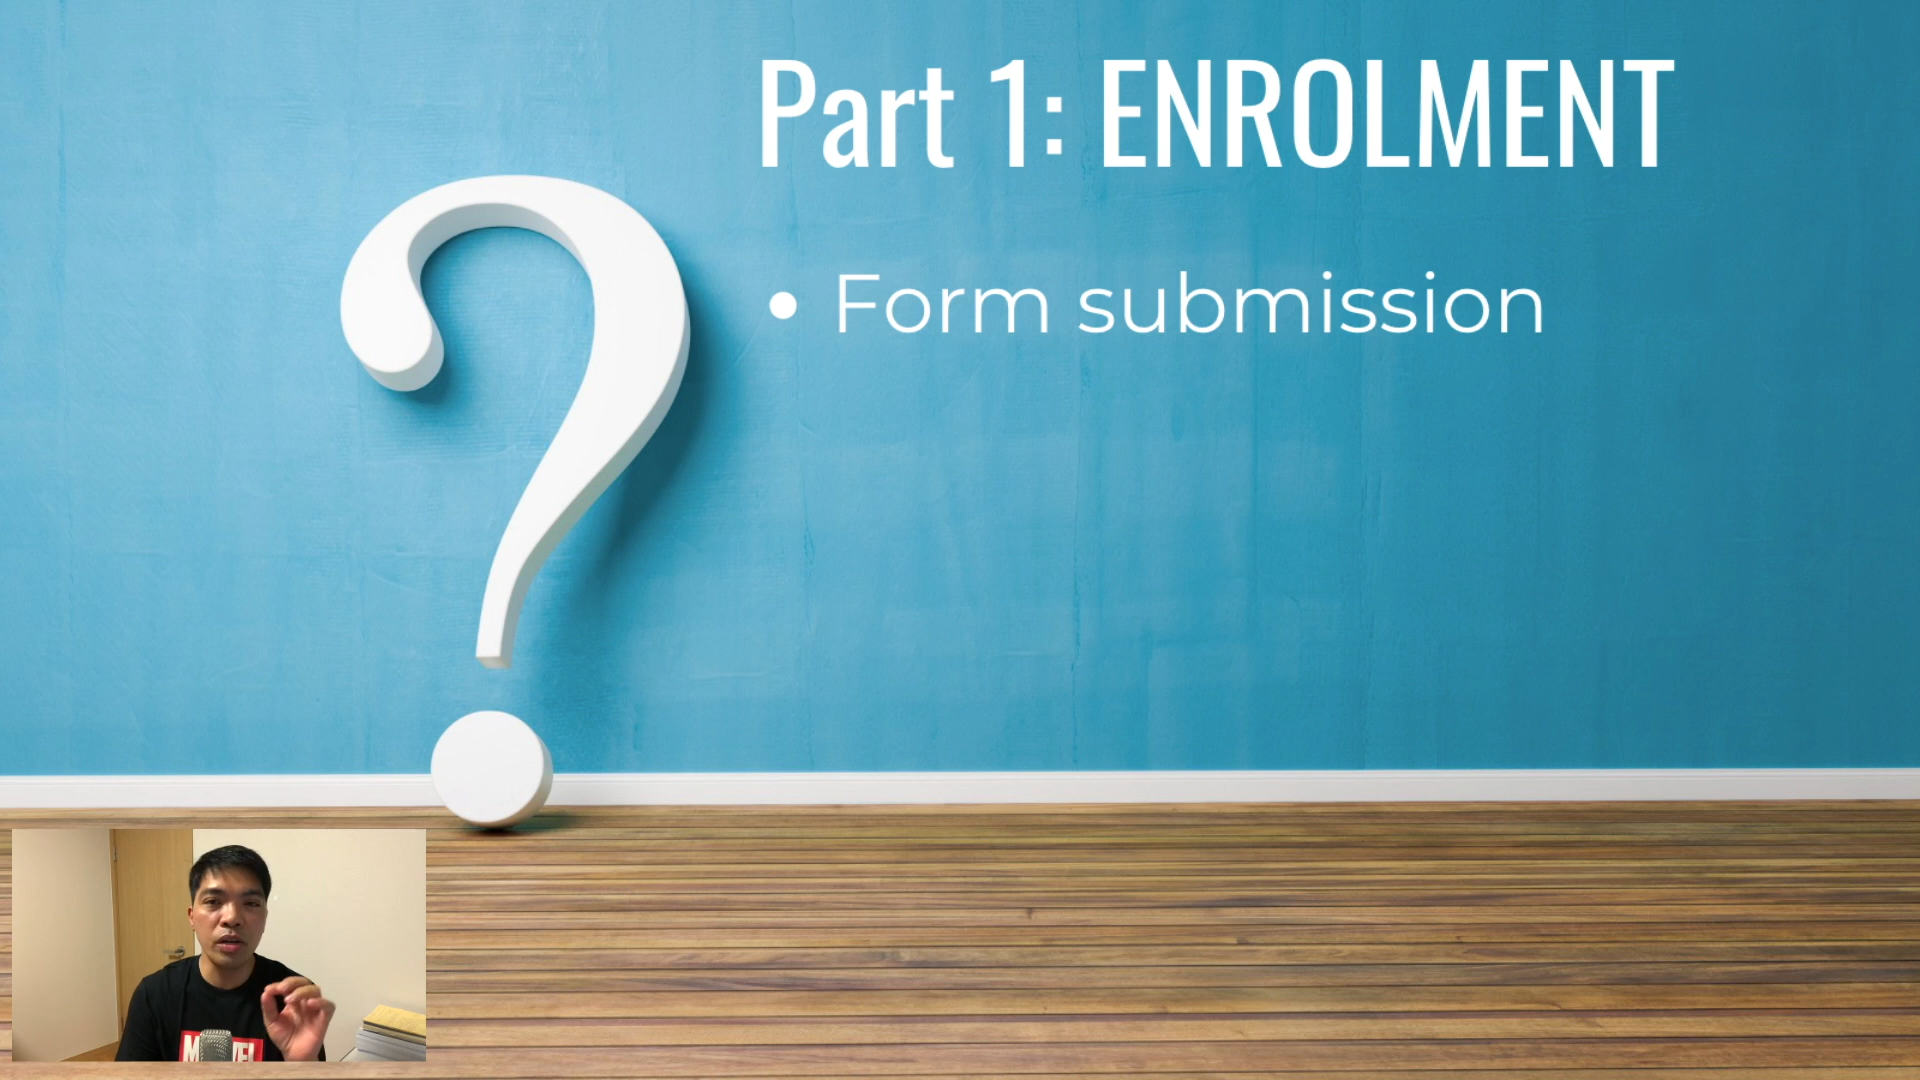 Part 1: ENROLMENT
• Form submission